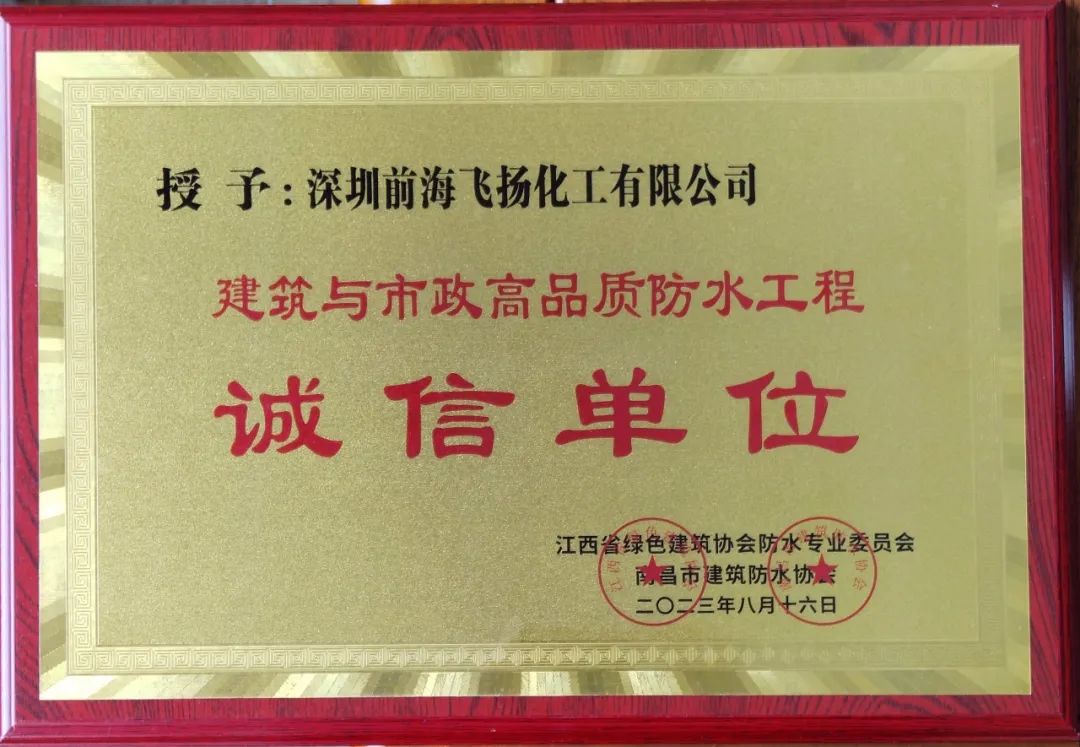 授 予：深圳前海飞扬化工有限公司
建筑与市政高品质防水工程
诚信单位
江西省绿色建筑协会防水专业委员会
南昌市建筑防水协会
二〇二三年八月十六日